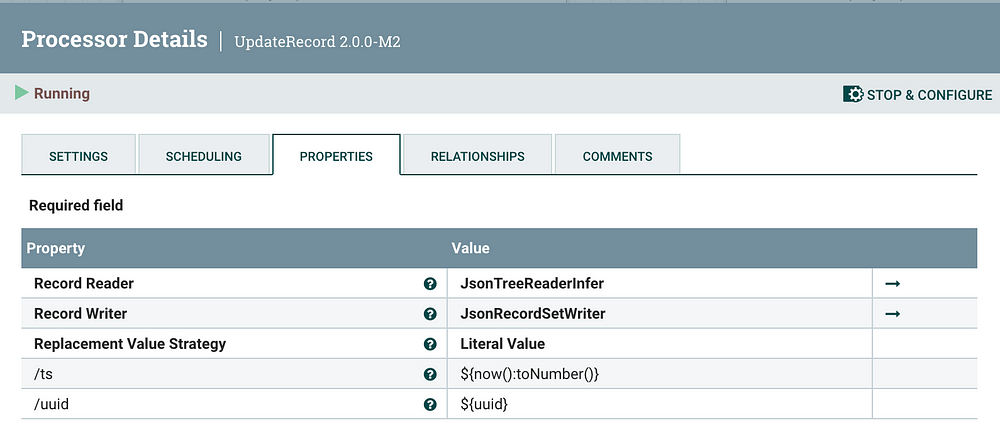 Processor Details | UpdateRecord 2.0.0-M2
Running
STOP & CONFIGURE
SETTINGS SCHEDULING PROPERTIES RELATIONSHIPS COMMENTS
Required field
Property Value
Record Reader ? JsonTreeReaderInfer
Record Writer ? JsonRecordSetWriter
Replacement Value Strategy ? Literal Value
/ts ? ${now():toNumber()}
/uuid ? ${uuid}